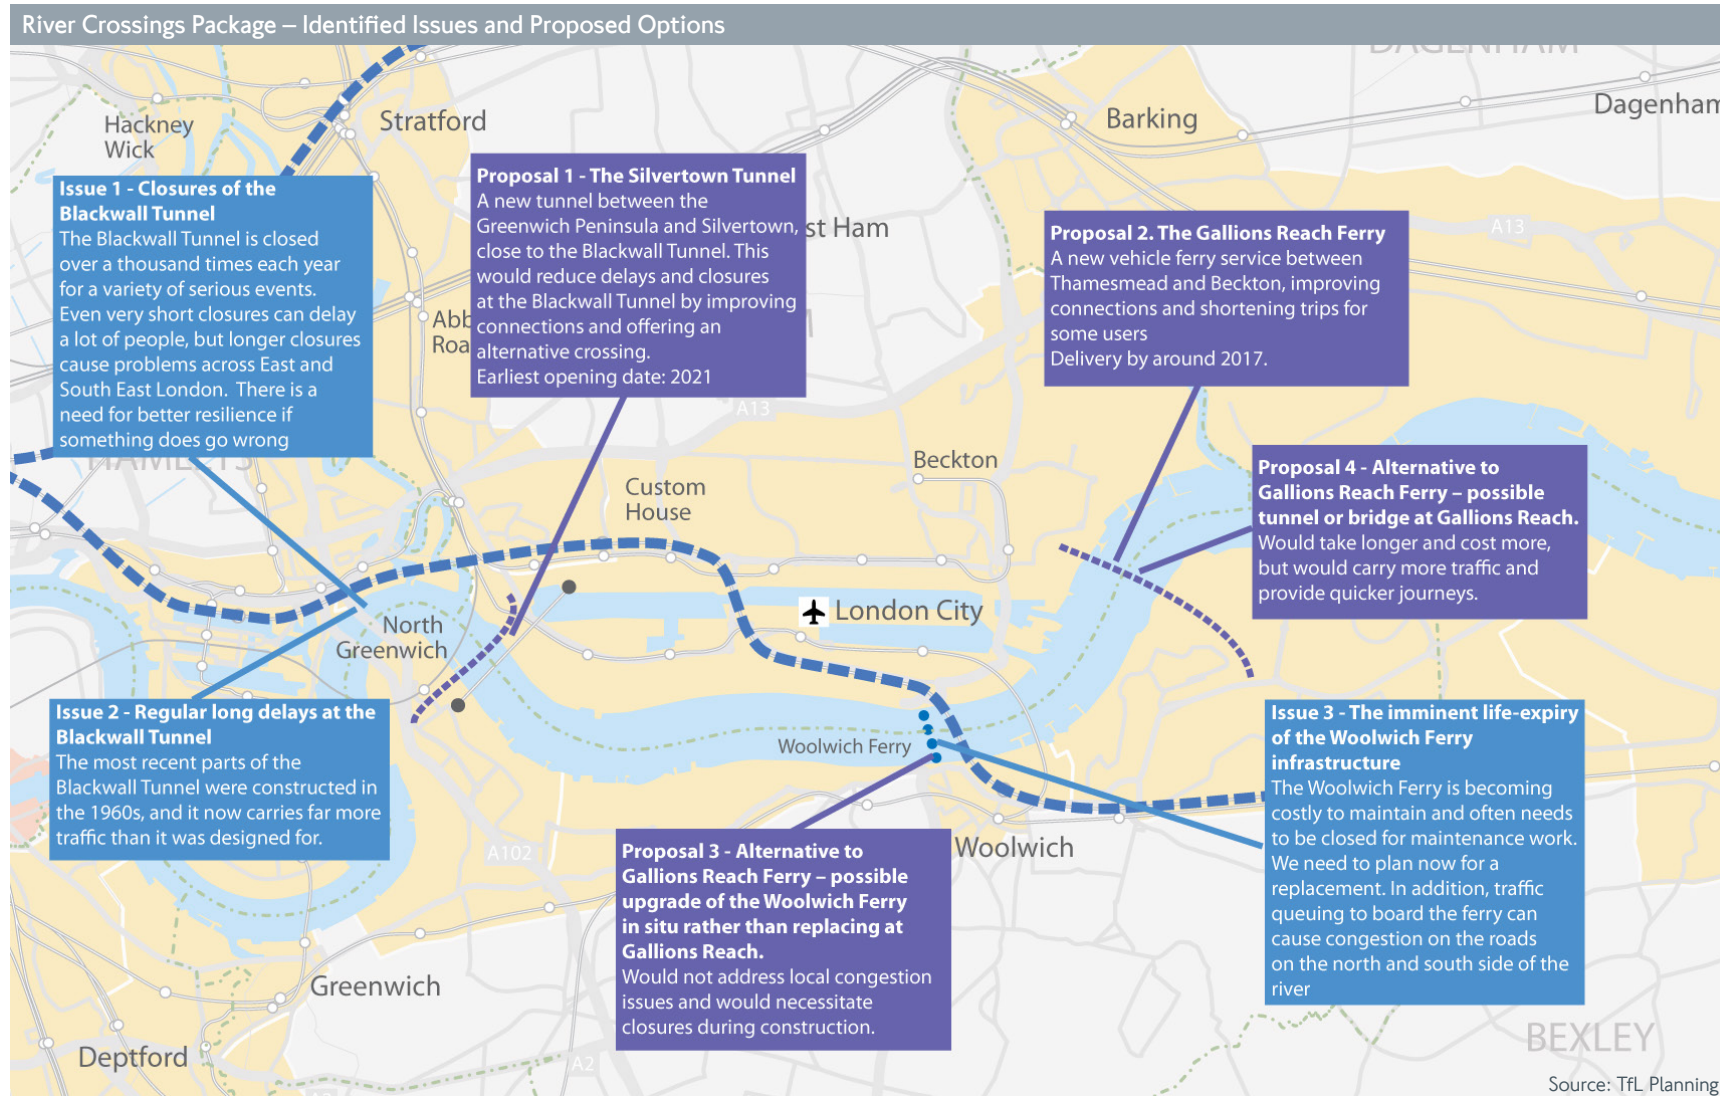 River Crossings Package – Identified Issues and Proposed Options
DAGENHAM
Hackney
Wick
Stratford
Barking
Dagenham
Issue 1 - Closures of the
Blackwall Tunnel
The Blackwall Tunnel is closed
over a thousand times each year
for a variety of serious events.
Even very short closures can delay
a lot of people, but longer closures
cause problems across East and
South East London. There is a
need for better resilience if
something does go wrong
Proposal 1 - The Silvertown Tunnel
A new tunnel between the
Greenwich Peninsula and Silvertown,
close to the Blackwall Tunnel. This
would reduce delays and closures
at the Blackwall Tunnel by improving
connections and offering an
alternative crossing.
Earliest opening date: 2021
st Ham
M
Abb
Roa
Proposal 2. The Gallions Reach Ferry
A new vehicle ferry service between
Thamesmead and Beckton, improving
connections and shortening trips for
some users
Delivery by around 2017.
A13
A13
HAMLETS
Beckton
Custom
House
Proposal 4 - Alternative to
Gallions Reach Ferry – possible
tunnel or bridge at Gallions Reach.
Would take longer and cost more,
but would carry more traffic and
provide quicker journeys.
London City
North
Greenwich
Issue 2 - Regular long delays at the
Blackwall Tunnel
The most recent parts of the
Blackwall Tunnel were constructed in
the 1960s, and it now carries far more
traffic than it was designed for.
Woolwich Ferry
Issue 3 - The imminent life-expiry
of the Woolwich Ferry
infrastructure
The Woolwich Ferry is becoming
costly to maintain and often needs
to be closed for maintenance work.
We need to plan now for a
replacement. In addition, traffic
queuing to board the ferry can
cause congestion on the roads
on the north and south side of the
river
A102
Woolwich
Proposal 3 - Alternative to
Gallions Reach Ferry – possible
upgrade of the Woolwich Ferry
in situ rather than replacing at
Gallions Reach.
Would not address local congestion
issues and would necessitate
closures during construction.
Greenwich
Deptford
A2
BEXLEY
Source: TfL Planning